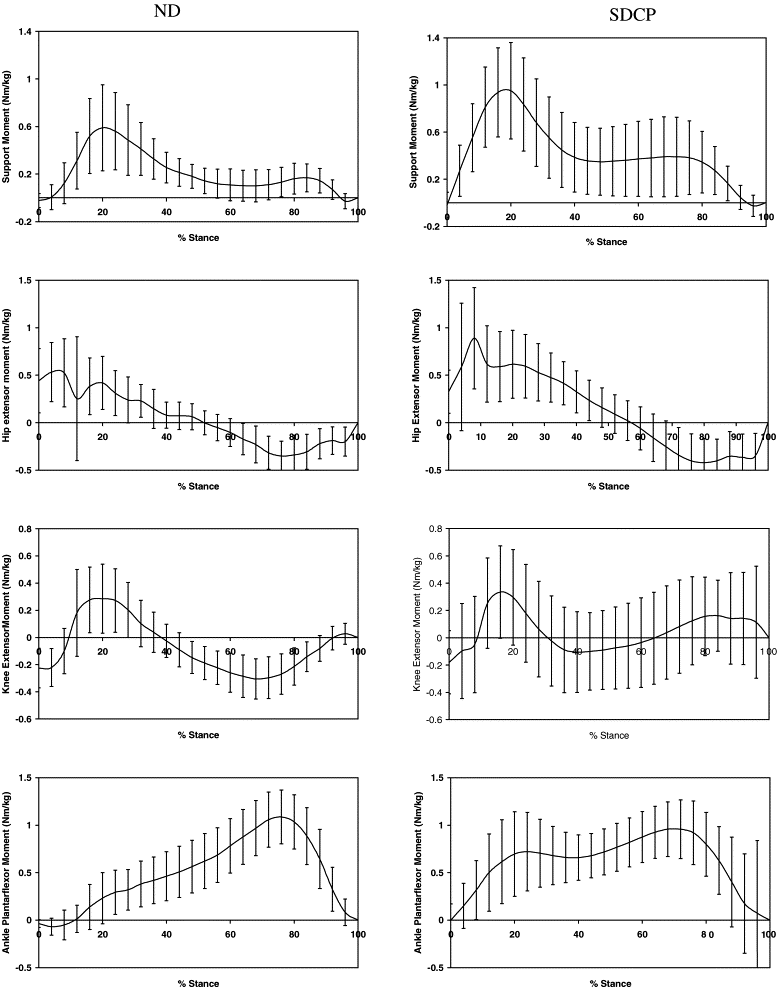 ND
SDCP
Support Moment (Nm/kg)
1.4
1
0.6
0.2
-0.2
0 20 40 60 80 100
% Stance
Support Moment (Nm/kg)
1.4
1
0.6
0.2
-0.2
0 20 40 60 80 100
% Stance
Hip extensor moment (Nm/kg)
1.5
1
0.5
0
-0.5
0 20 40 60 80 100
% Stance
Hip Extensor Moment (Nm/kg)
1.5
1
0.5
0
-0.5
0 10 20 30 40 50 60 70 80 90 100
% Stance
Knee ExtensorMoment (Nm/kg)
0.8
0.6
0.4
0.2
0
-0.2
-0.4
-0.6
0 20 40 60 80 100
% Stance
Knee Extensor Moment (Nm/kg)
0.8
0.6
0.4
0.2
0
-0.2
-0.4
-0.6
0 20 40 60 80 100
% Stance
Ankle Plantarflexor Moment (Nm/kg)
1.5
1
0.5
0
-0.5
0 20 40 60 80 100
% Stance
Ankle Plantarflexor Moment (Nm/kg)
1.5
1
0.5
0
-0.5
0 20 40 60 80 100
% Stance